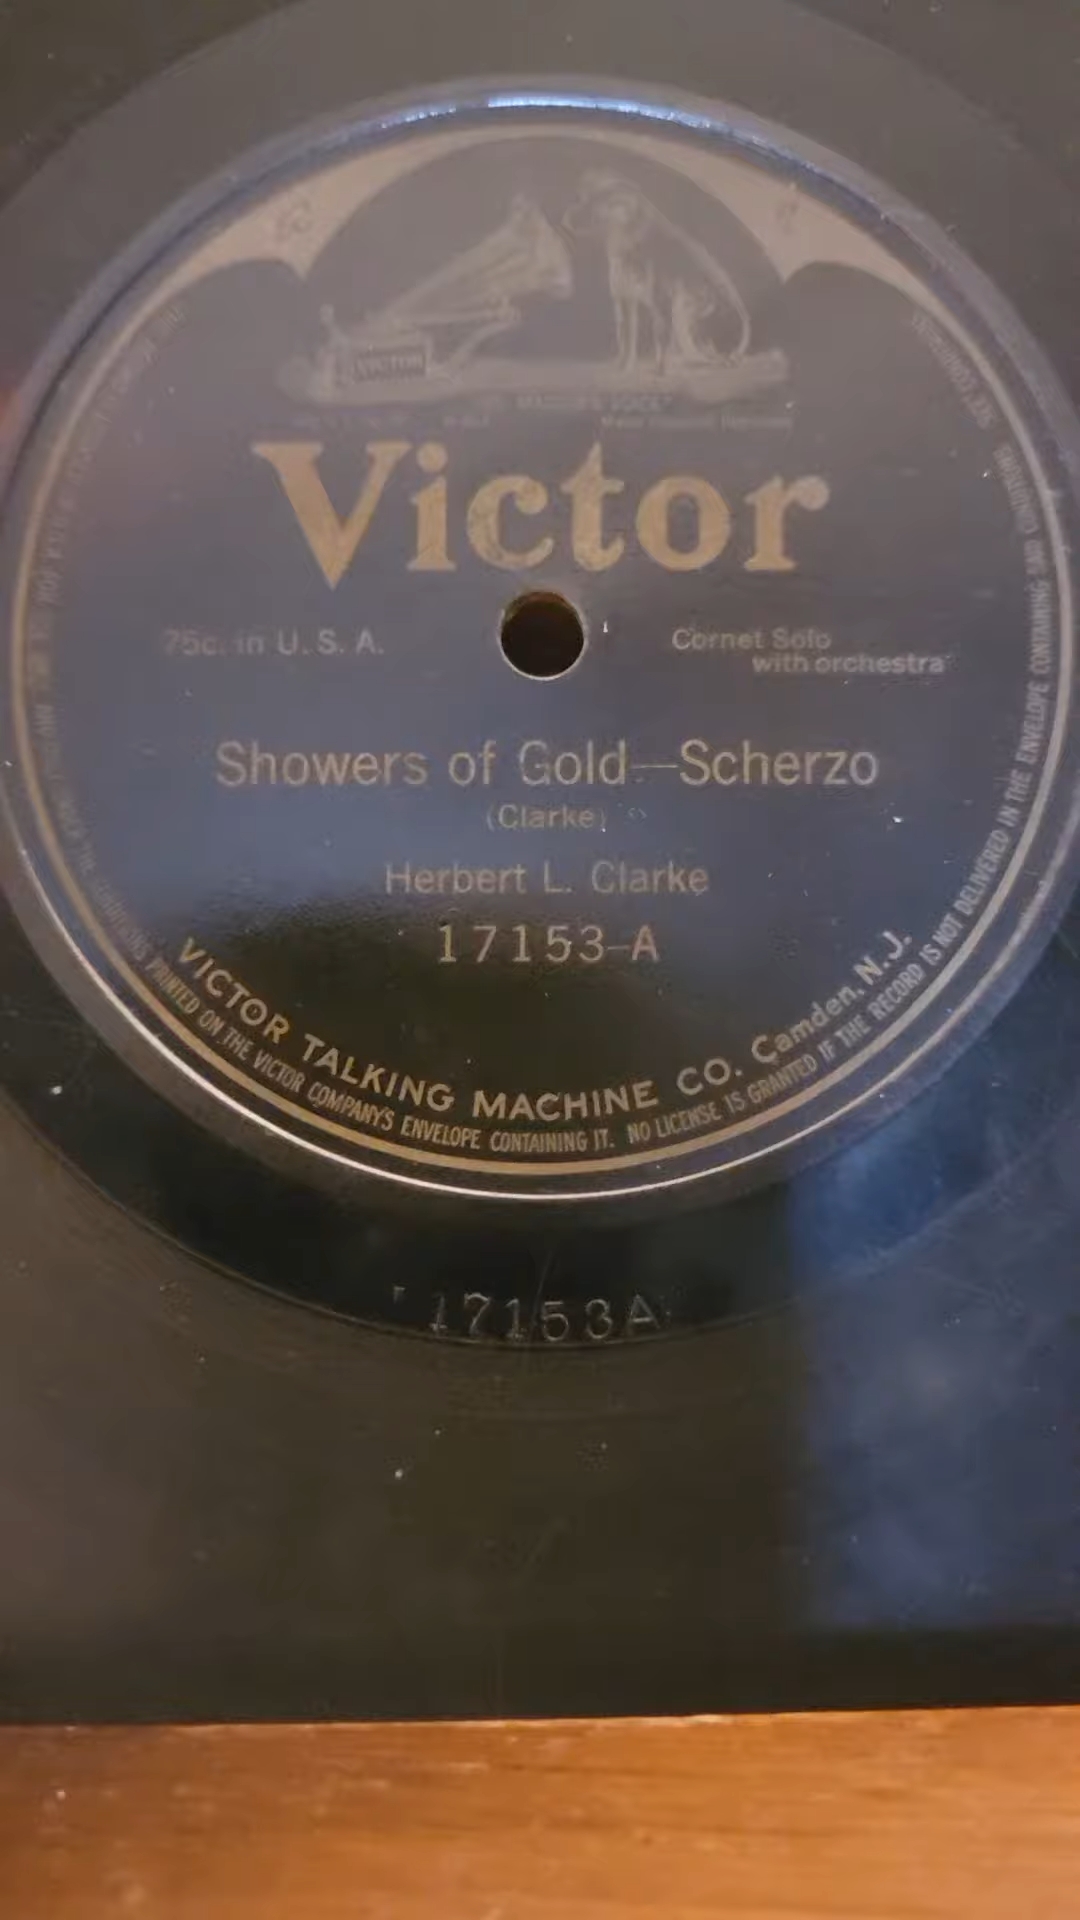 VICTOR
Victor
75c. in U. S. A.
Cornet Solo
with orchestra
Showers of Gold—Scherzo
(Clarke)
Herbert L. Clarke
17153-A
VICTOR TALKING MACHINE CO. Camden, N. J.
PRINTED ON THE VICTOR COMPANY'S ENVELOPE CONTAINING IT. NO LICENSE IS GRANTED IF THE RECORD IS NOT DELIVERED IN THE ENVELOPE CONTAINING SAID
17153A